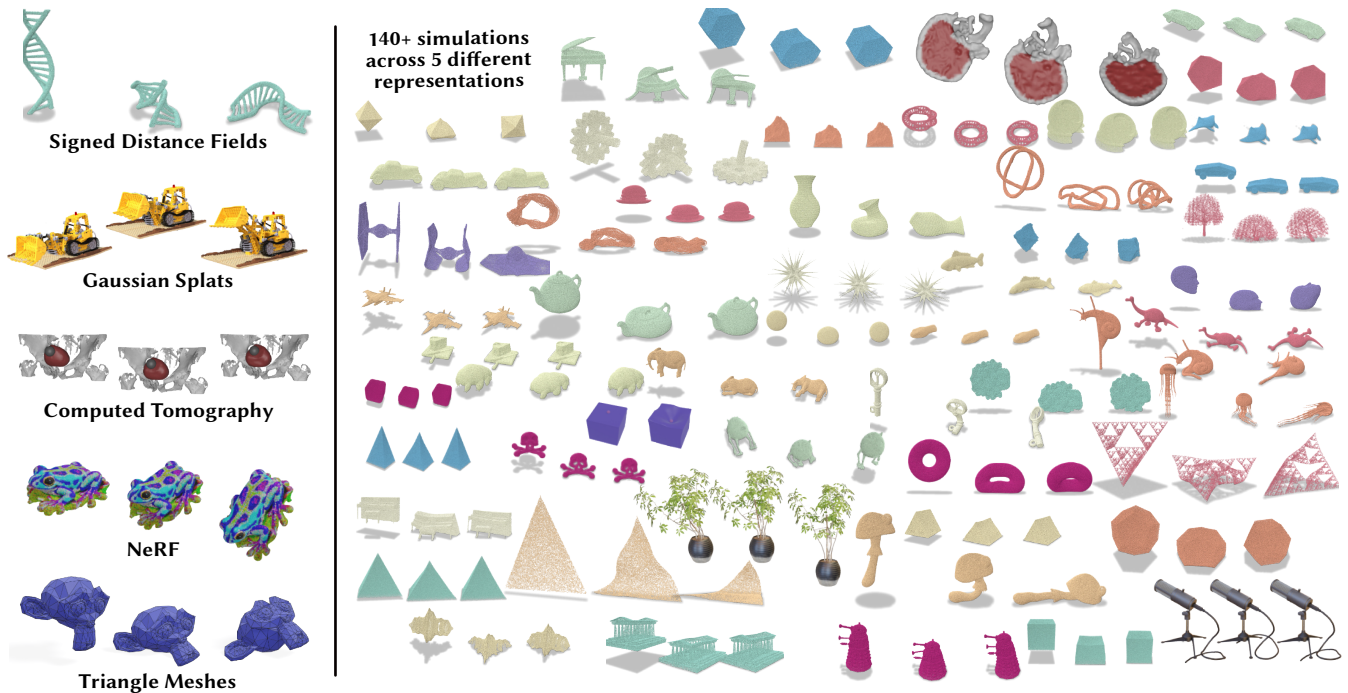 140+ simulations
across 5 different
representations
Signed Distance Fields
Gaussian Splats
Computed Tomography
NeRF
Triangle Meshes